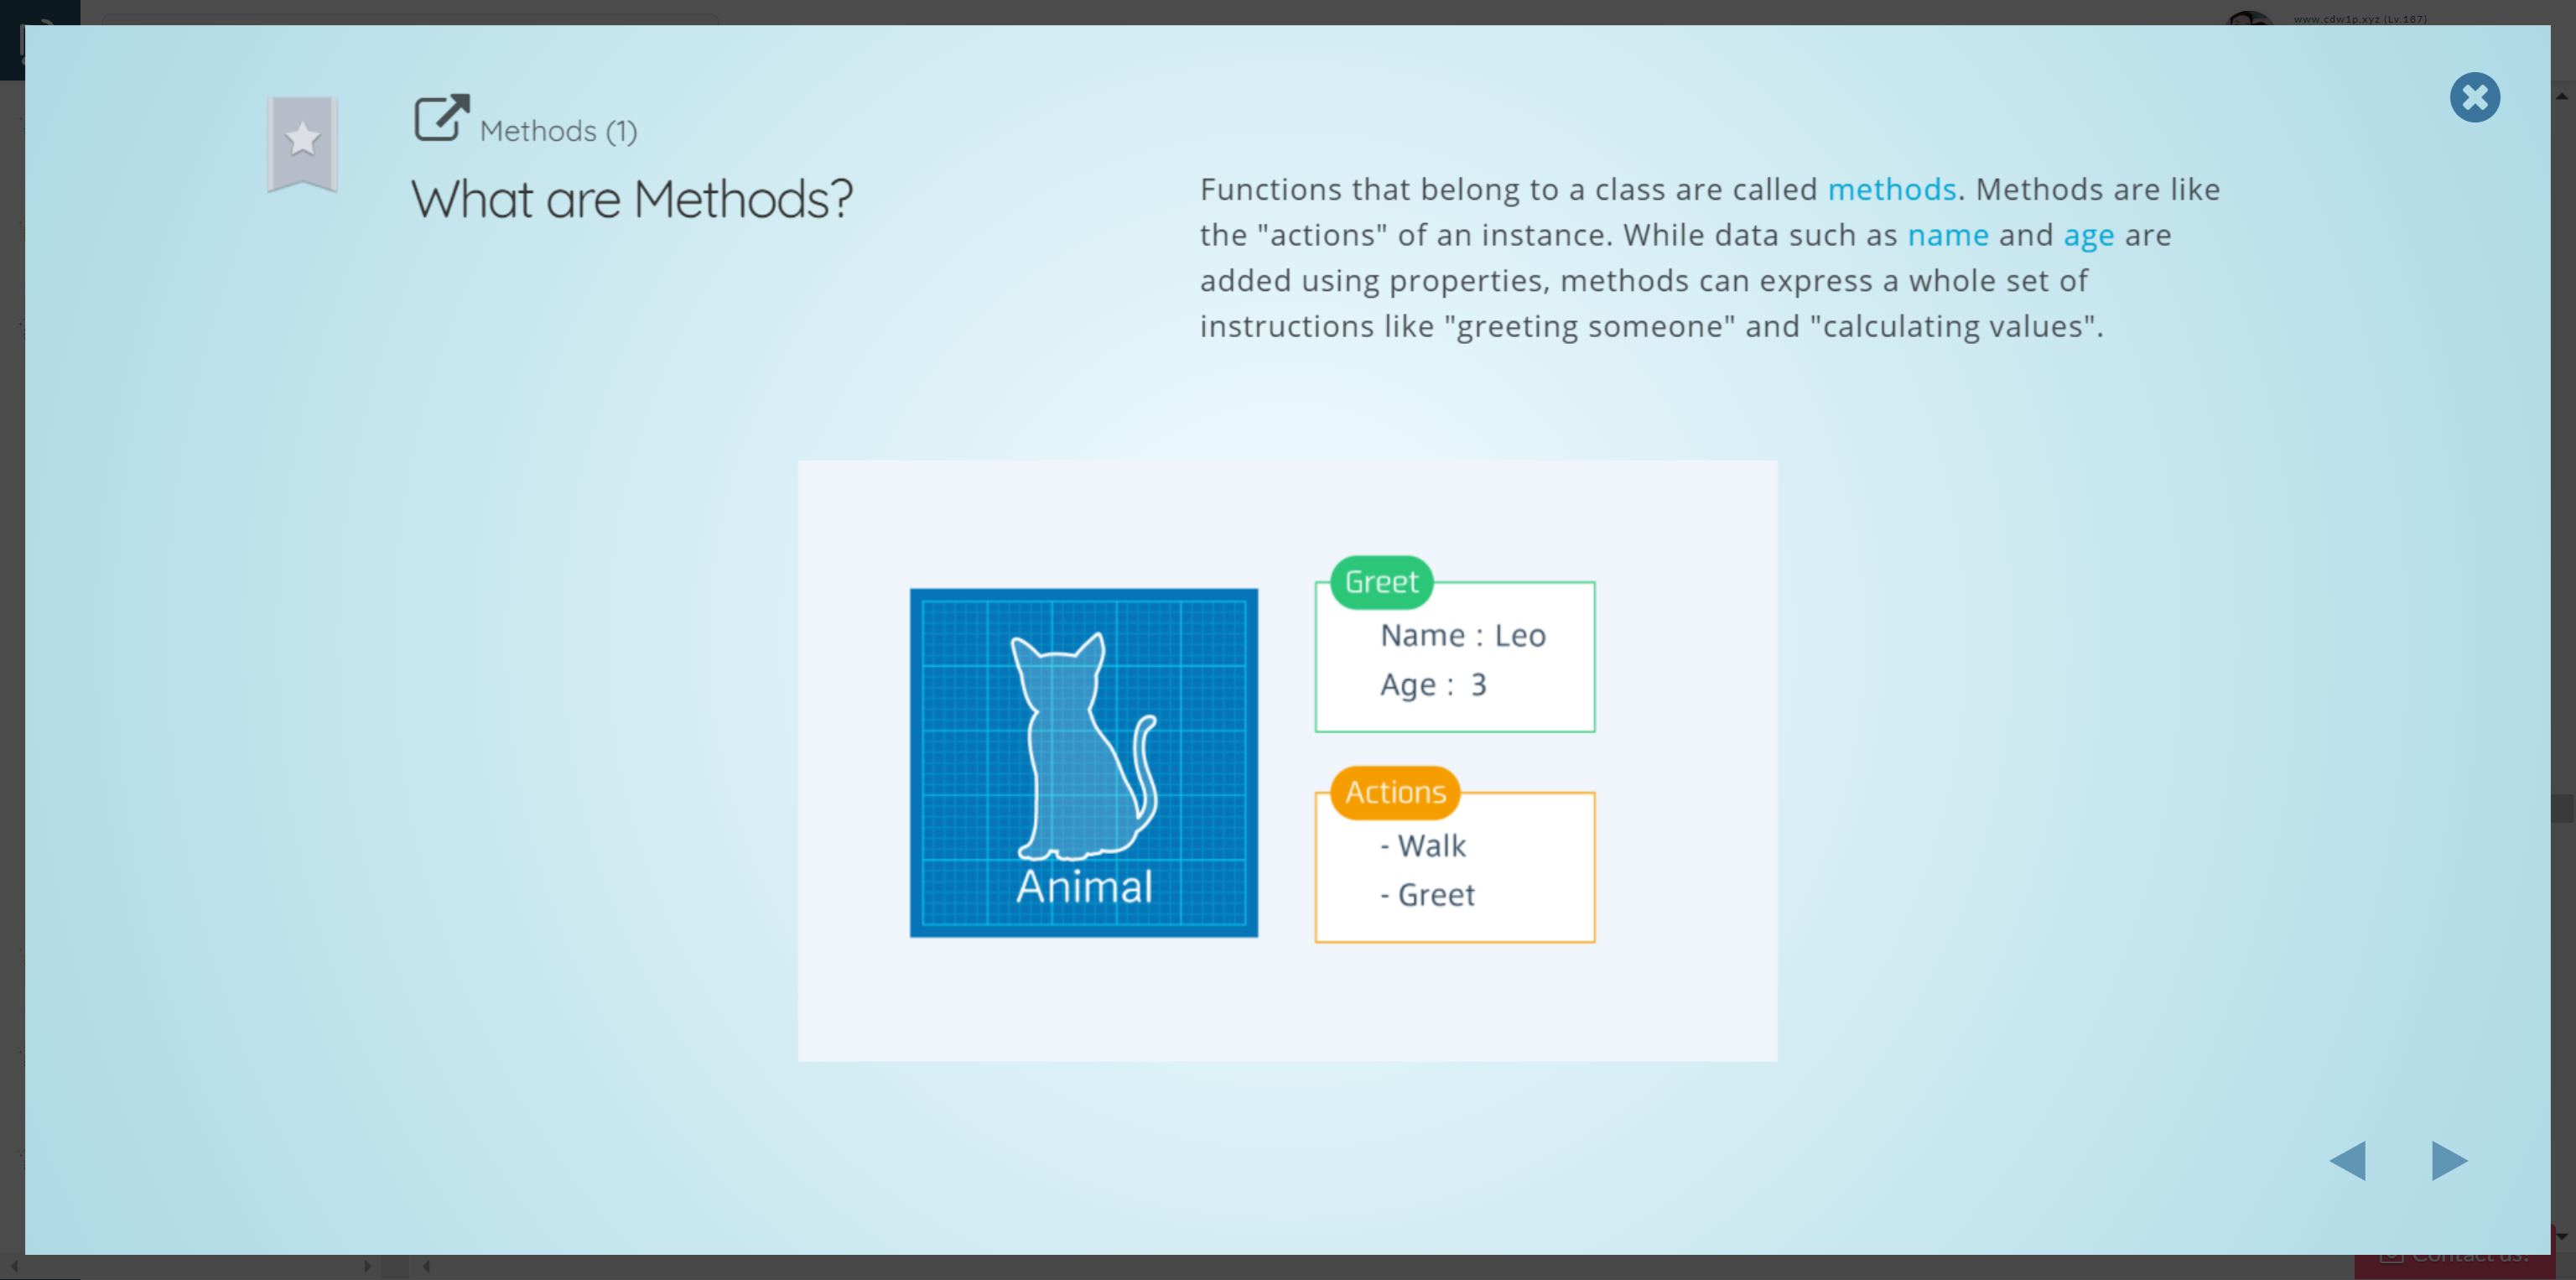 www.cdw1p.xyz (Lv.187)
Methods (1)
What are Methods?
Functions that belong to a class are called methods. Methods are like
the "actions" of an instance. While data such as name and age are
added using properties, methods can express a whole set of
instructions like "greeting someone" and "calculating values".
Greet
Name : Leo
Age : 3
Animal
Actions
- Walk
- Greet
Contact us!